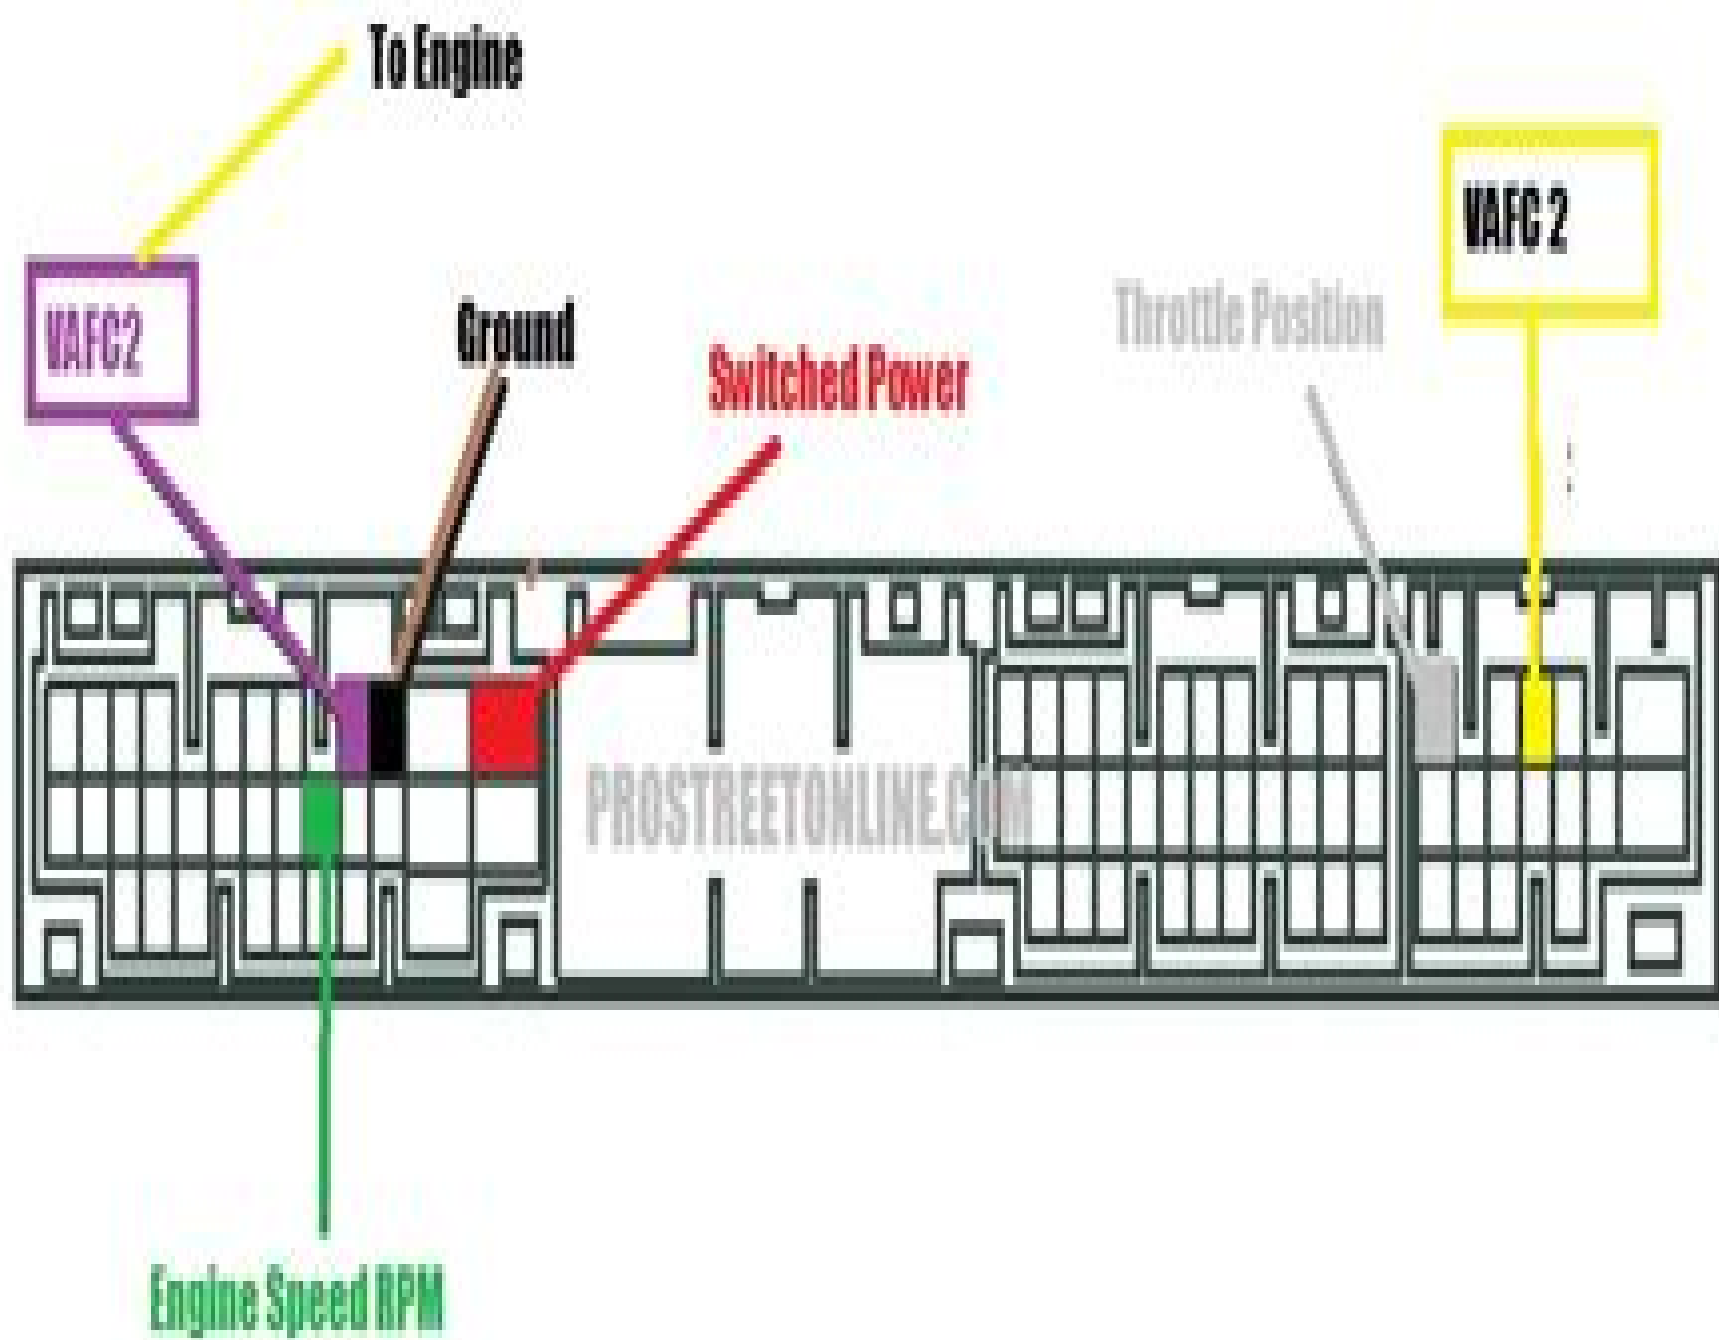 To Engine
VAFC 2
VAFC2
Throttle Position
Ground
Switched Power
PROSTREETONLINE.COM
Engine Speed RPM